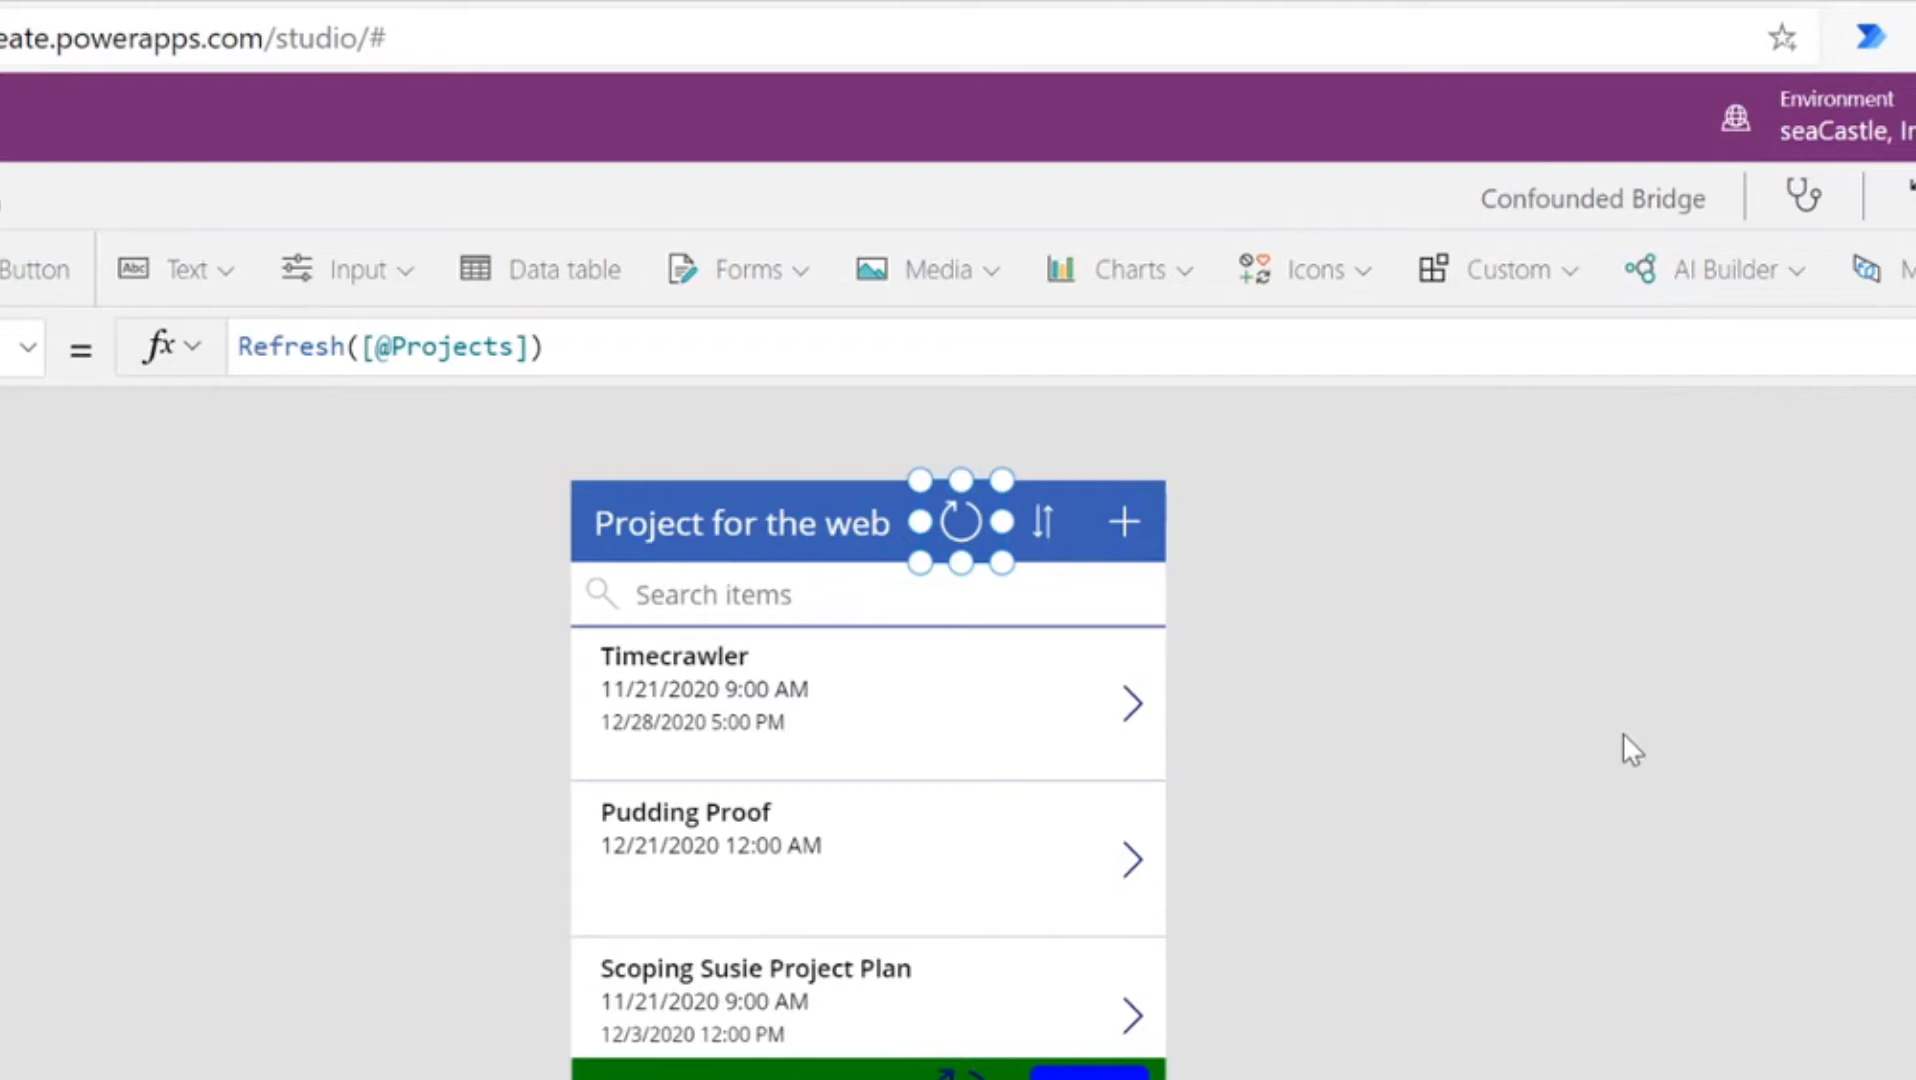 eate.powerapps.com/studio/#
Environment
seaCastle, In
Confounded Bridge
Button
Abc Text
Input
Data table
Forms
Media
Charts
Icons
Custom
AI Builder
M
= fx Refresh([@Projects])
Project for the web
Search items
Timecrawler
11/21/2020 9:00 AM
12/28/2020 5:00 PM
Pudding Proof
12/21/2020 12:00 AM
Scoping Susie Project Plan
11/21/2020 9:00 AM
12/3/2020 12:00 PM